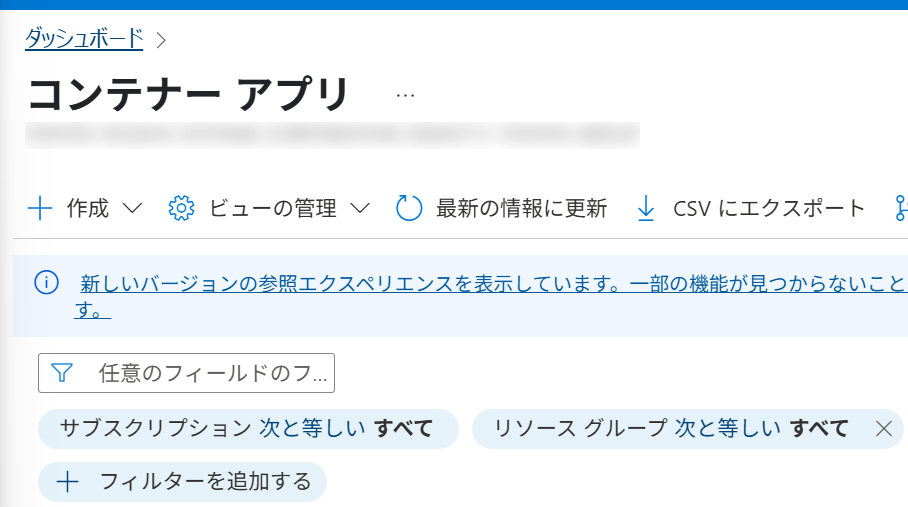 ダッシュボード
コンテナー アプリ ...
作成 ビューの管理 最新の情報に更新 CSV にエクスポート
新しいバージョンの参照エクスペリエンスを表示しています。一部の機能が見つからないこと
す。
任意のフィールドのフ...
サブスクリプション 次と等しい すべて リソース グループ 次と等しい すべて
フィルターを追加する